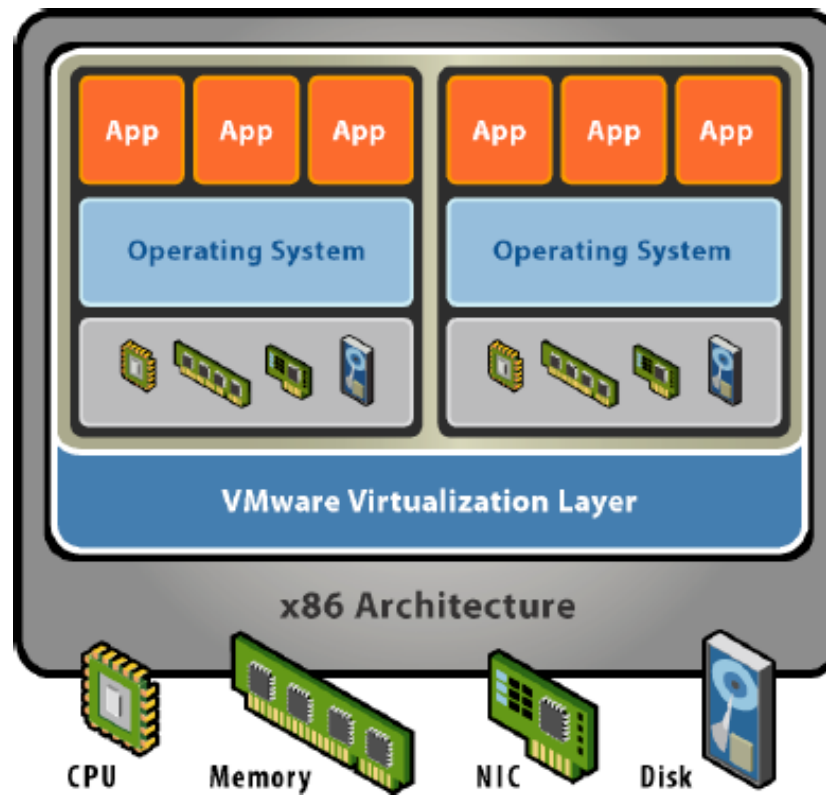 App App App App App App
Operating System Operating System
VMware Virtualization Layer
x86 Architecture
CPU Memory NIC Disk